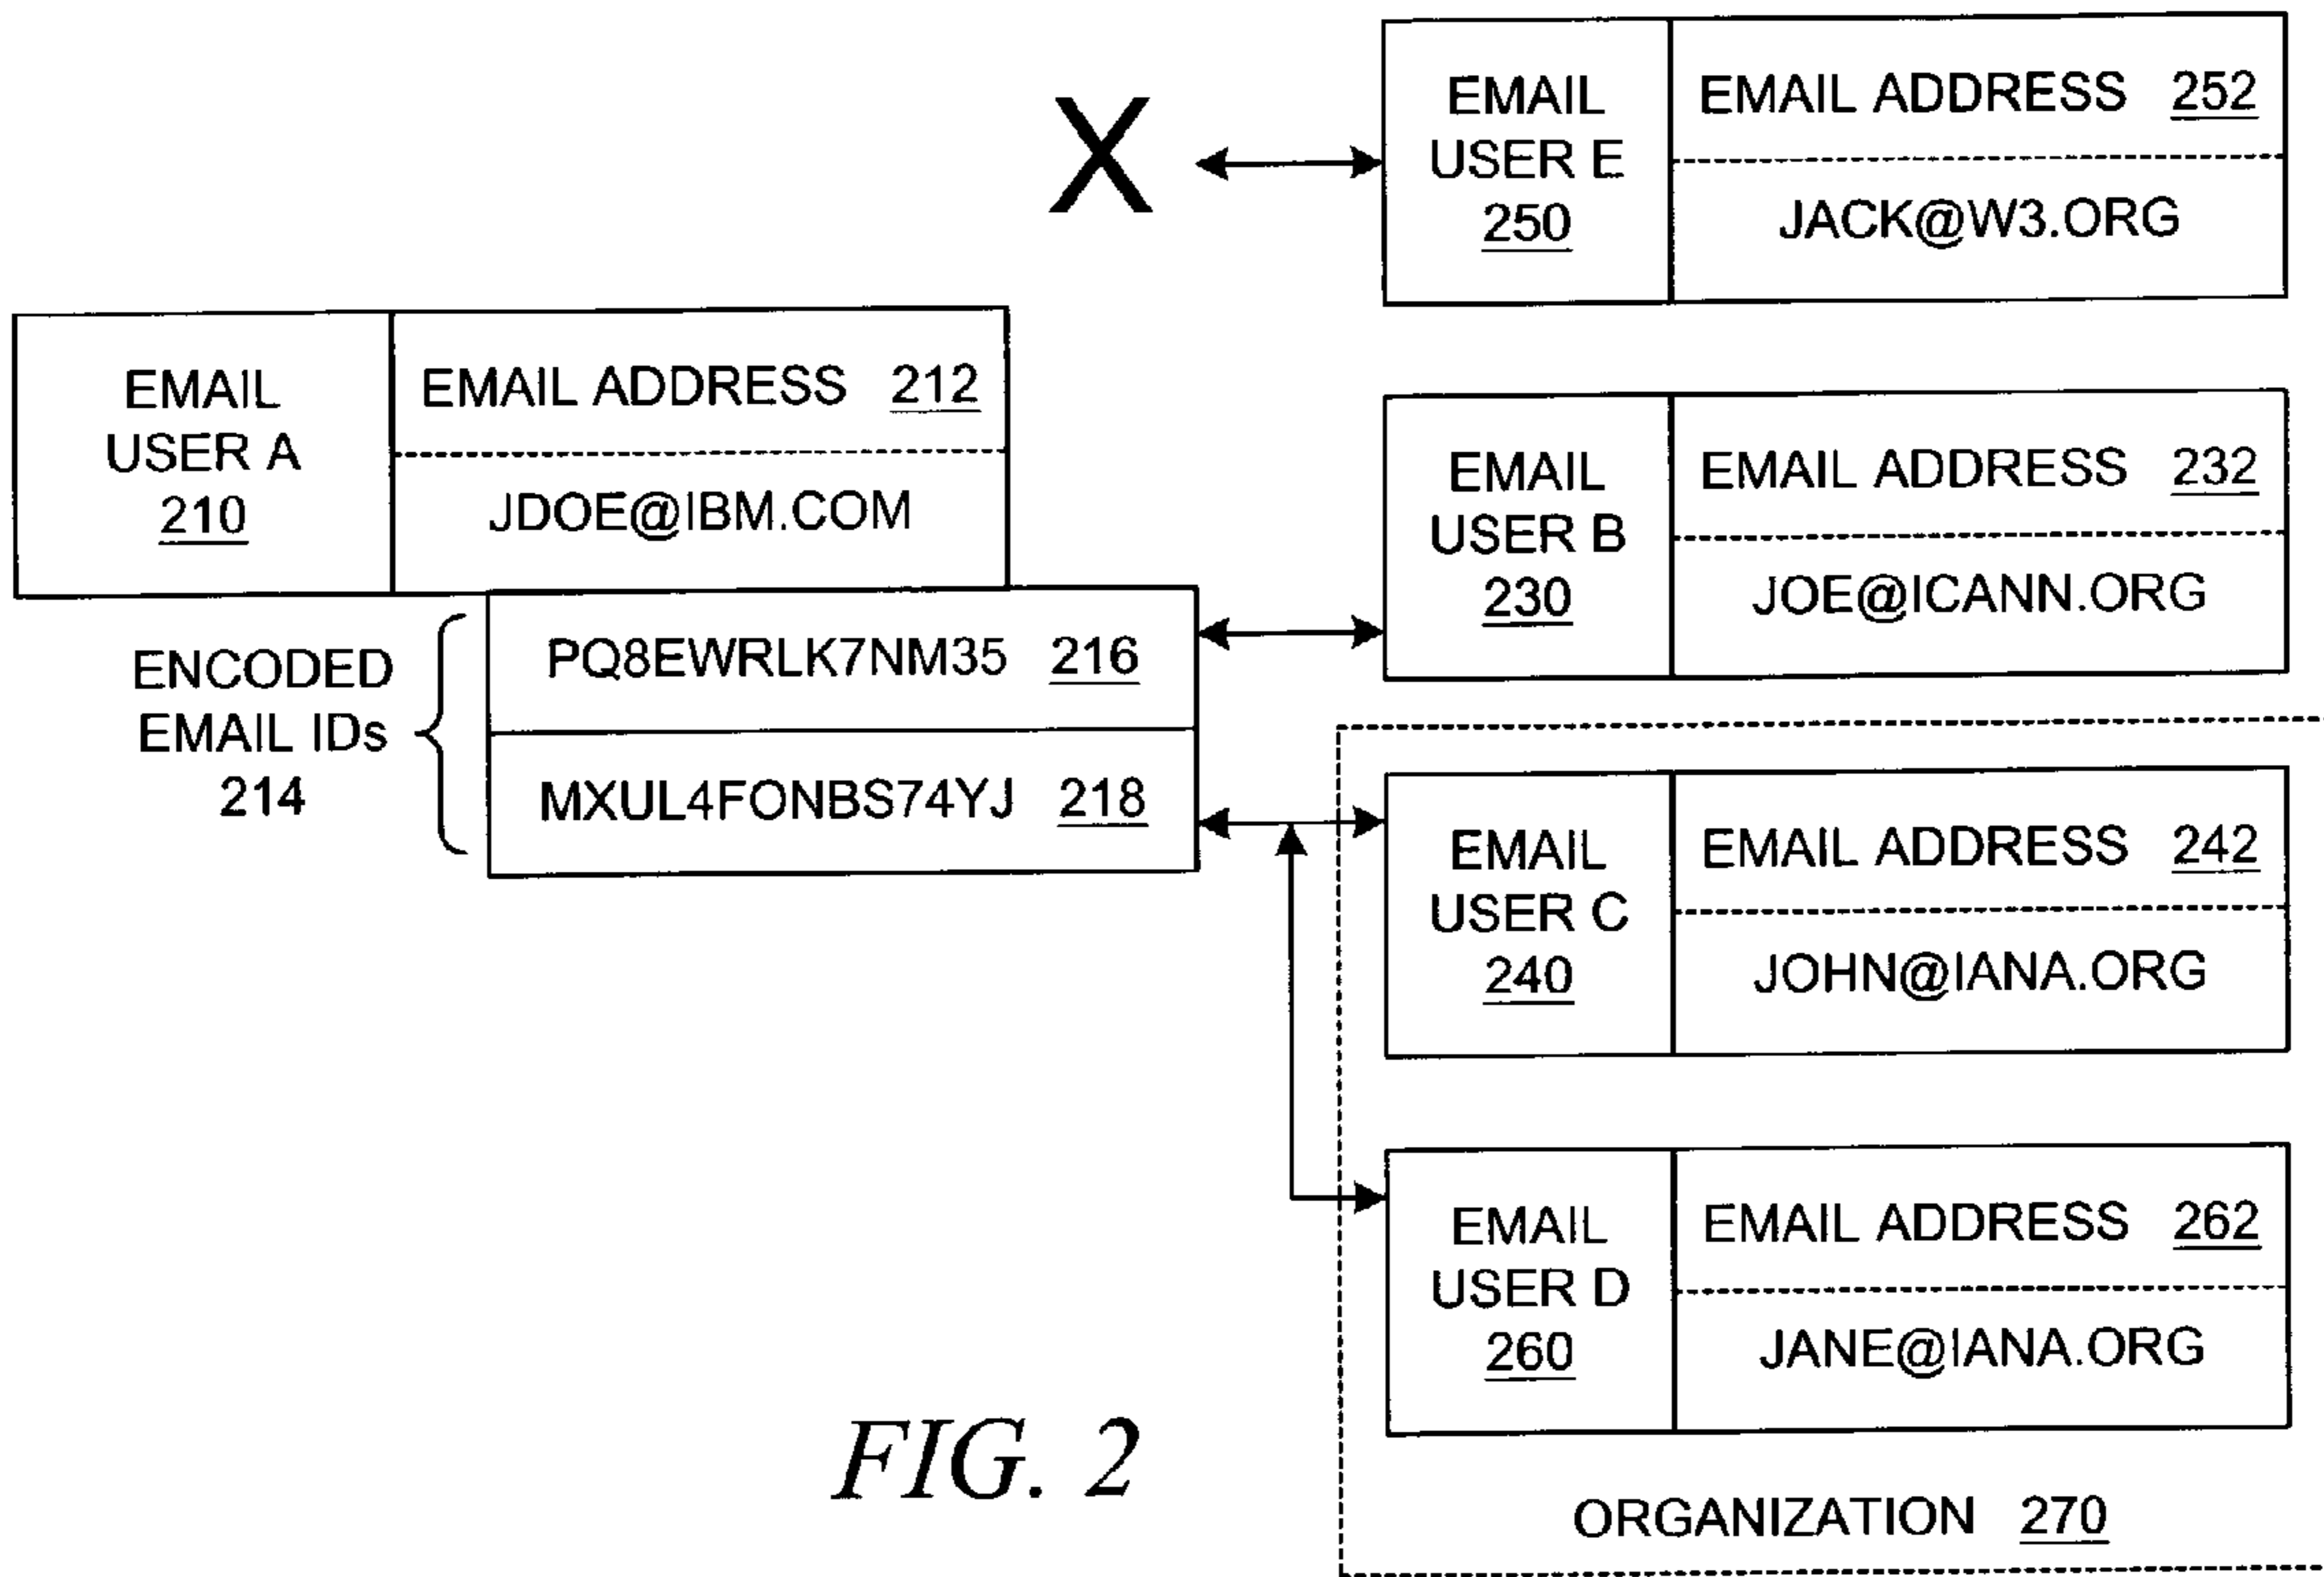 X
EMAIL
USER E
250
EMAIL ADDRESS 252
JACK@W3.ORG
EMAIL
USER A
210
EMAIL ADDRESS 212
JDOE@IBM.COM
ENCODED
EMAIL IDs
214
PQ8EWRLK7NM35 216
MXUL4FONBS74YJ 218
EMAIL
USER B
230
EMAIL ADDRESS 232
JOE@ICANN.ORG
EMAIL
USER C
240
EMAIL ADDRESS 242
JOHN@IANA.ORG
EMAIL
USER D
260
EMAIL ADDRESS 262
JANE@IANA.ORG
ORGANIZATION 270
FIG. 2